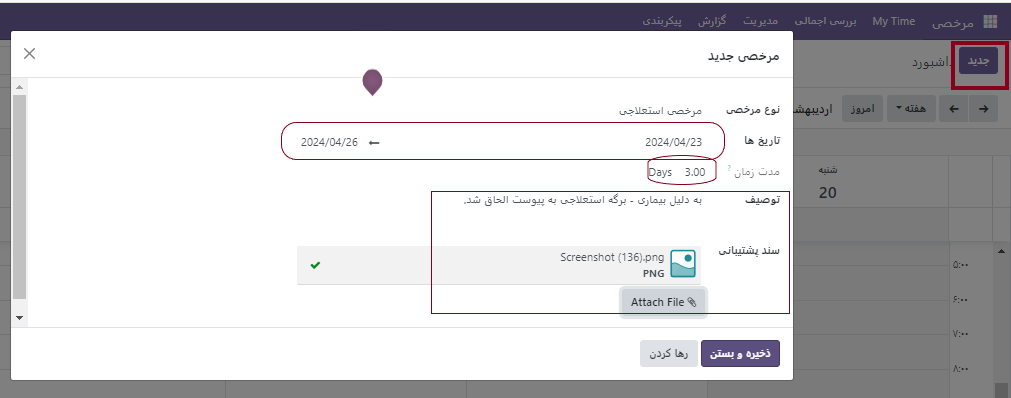 مرخصی My Time بررسی اجمالی مدیریت گزارش پیکربندی
جدید
داشبورد
هفته امروز اردیبهشت
شنبه
20
۵:۰۰
۶:۰۰
۷:۰۰
۸:۰۰
مرخصی جدید
نوع مرخصی مرخصی استعلاجی
تاریخ ها 2024/04/23 ← 2024/04/26
مدت زمان ? 3.00 Days
توصیف به دلیل بیماری - برگه استعلاجی به پیوست الحاق شد.
سند پشتیبانی
Screenshot (136).png
PNG
Attach File
ذخیره و بستن رها کردن